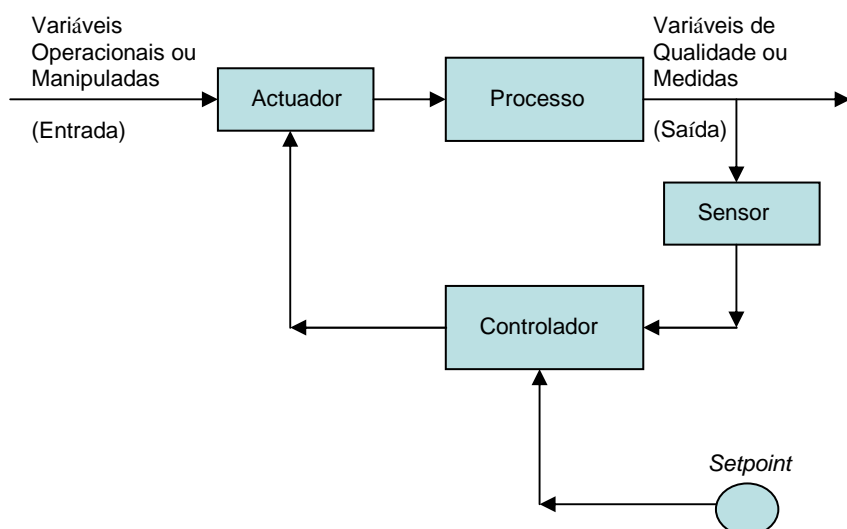 Variáveis
Operacionais ou
Manipuladas
(Entrada)
Actuador
Processo
Variáveis de
Qualidade ou
Medidas
(Saída)
Sensor
Controlador
Setpoint